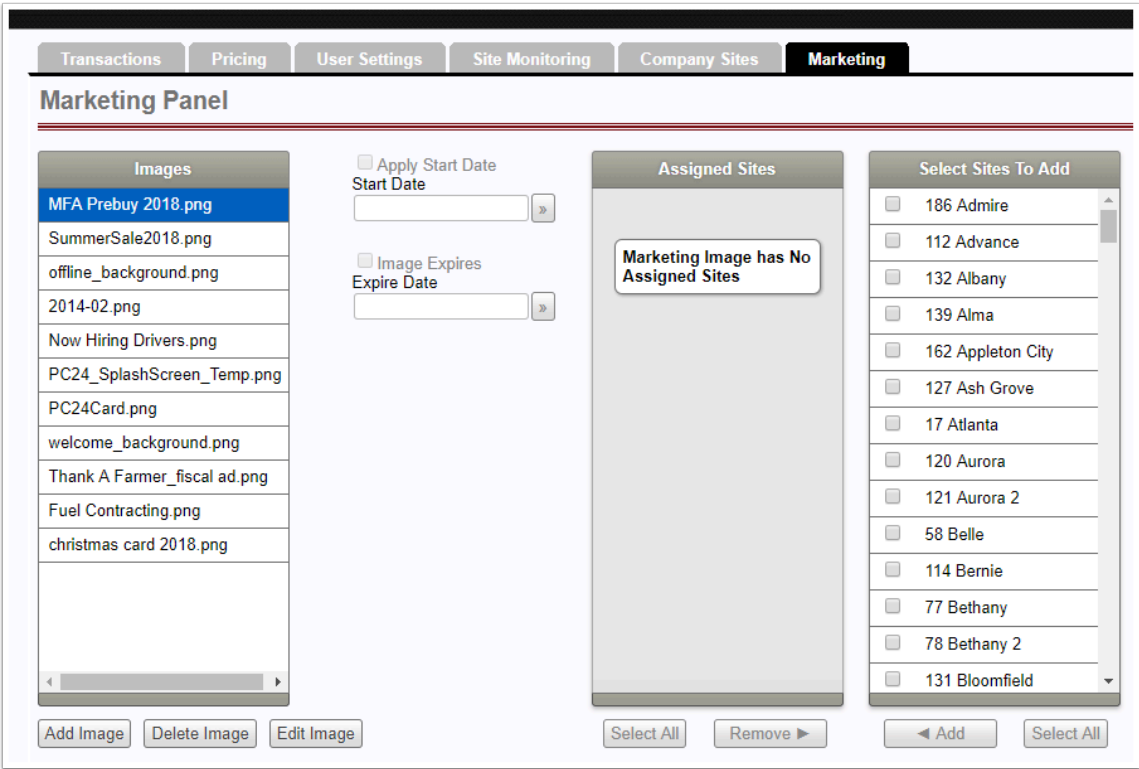 Transactions
Pricing
User Settings
Site Monitoring
Company Sites
Marketing
Marketing Panel
Images
MFA Prebuy 2018.png
SummerSale2018.png
offline_background.png
2014-02.png
Now Hiring Drivers.png
PC24_SplashScreen_Temp.png
PC24Card.png
welcome_background.png
Thank A Farmer_fiscal ad.png
Fuel Contracting.png
christmas card 2018.png
Add Image
Delete Image
Edit Image
Apply Start Date
Start Date
»
Image Expires
Expire Date
»
Assigned Sites
Marketing Image has No
Assigned Sites
Select All
Remove ►
Select Sites To Add
186 Admire
112 Advance
132 Albany
139 Alma
162 Appleton City
127 Ash Grove
17 Atlanta
120 Aurora
121 Aurora 2
58 Belle
114 Bernie
77 Bethany
78 Bethany 2
131 Bloomfield
◄ Add
Select All